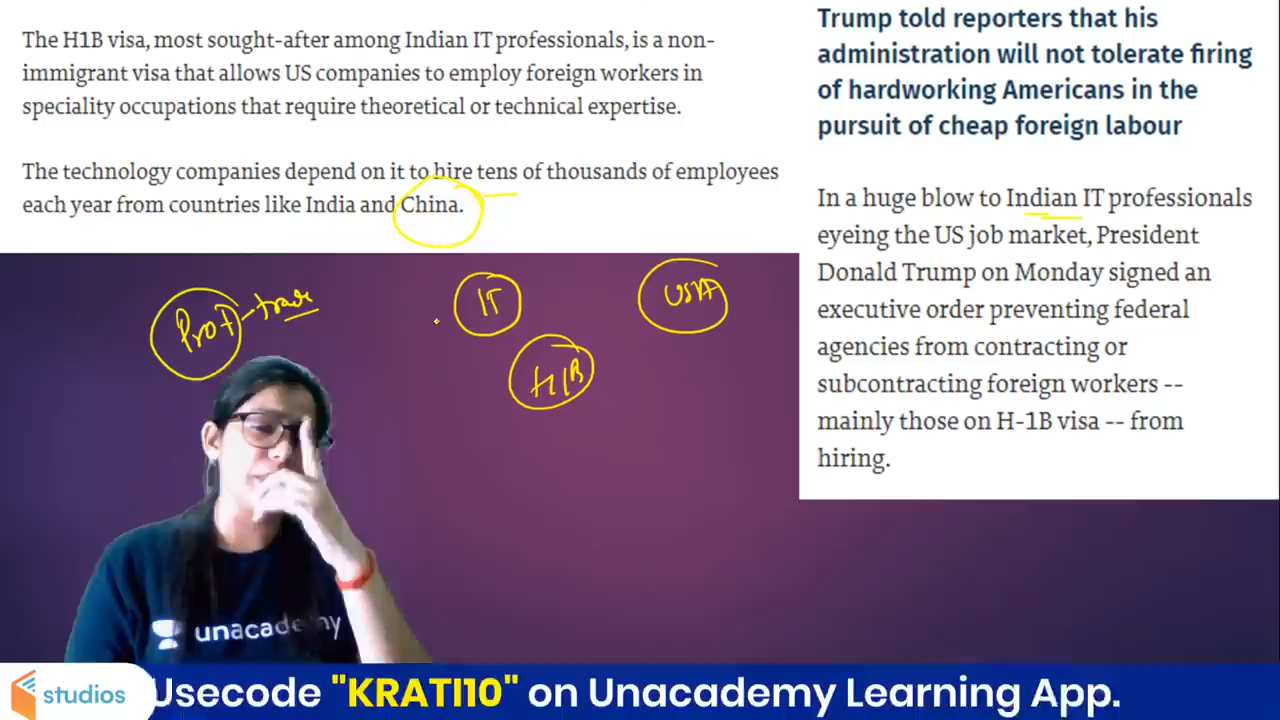 The H1B visa, most sought-after among Indian IT professionals, is a non-
immigrant visa that allows US companies to employ foreign workers in
speciality occupations that require theoretical or technical expertise.
The technology companies depend on it to hire tens of thousands of employees
each year from countries like India and China.
Trump told reporters that his
administration will not tolerate firing
of hardworking Americans in the
pursuit of cheap foreign labour
In a huge blow to Indian IT professionals
eyeing the US job market, President
Donald Trump on Monday signed an
executive order preventing federal
agencies from contracting or
subcontracting foreign workers --
mainly those on H-1B visa -- from
hiring.
Prot - trade
IT
USA
H1B
unacademy
studios
Usecode "KRATI10" on Unacademy Learning App.